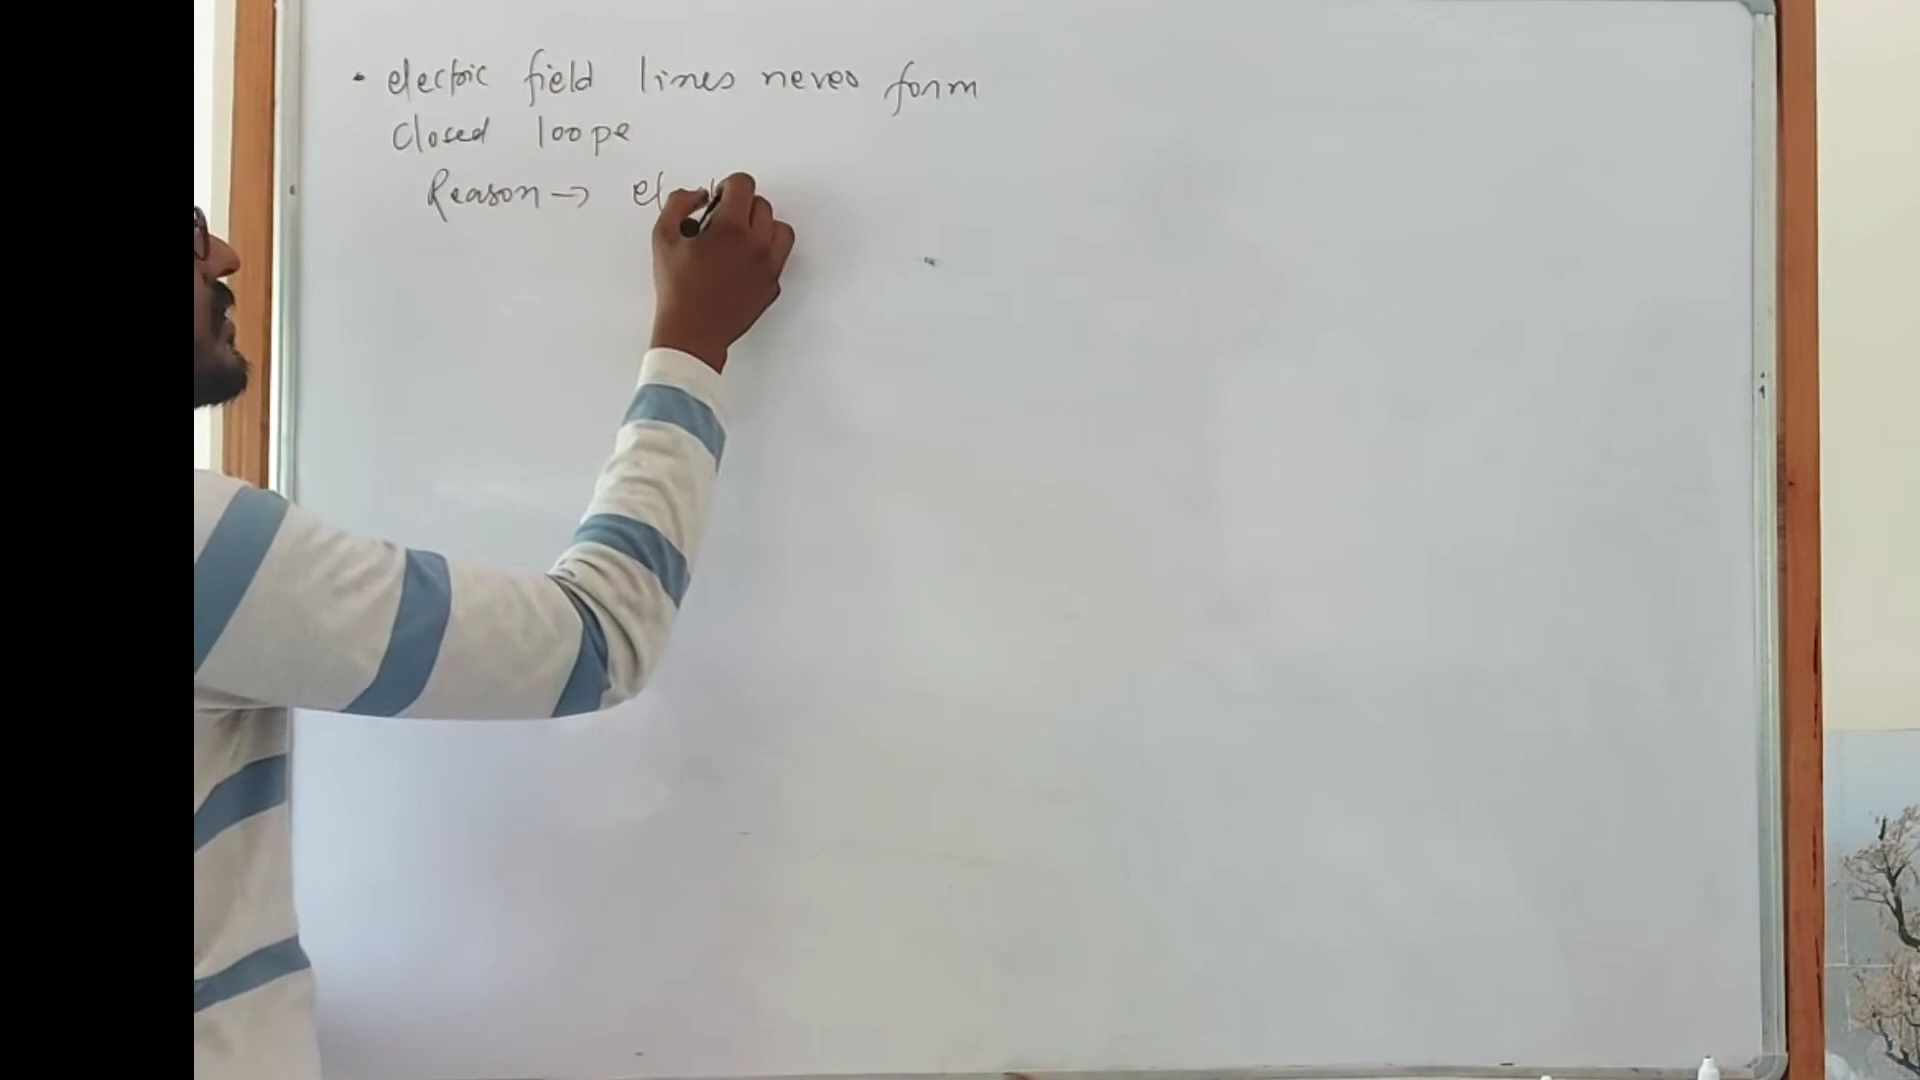 • electric field lines never form
closed loops
Reason →